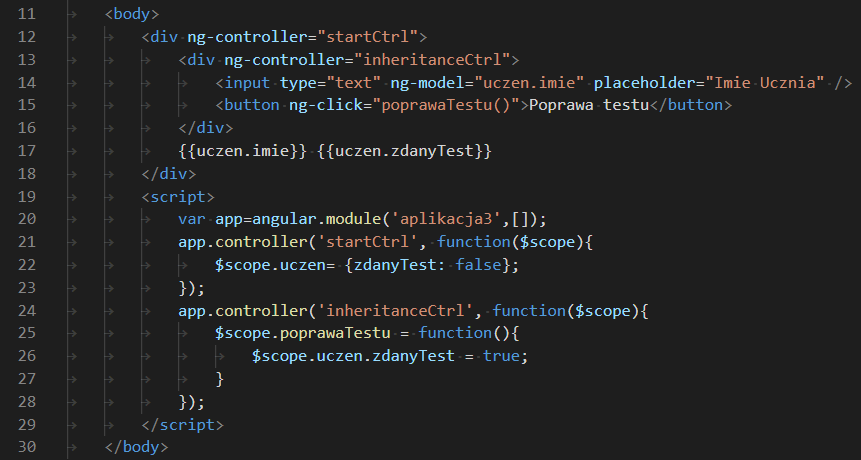 11 <body>
12 <div ng-controller="startCtrl">
13 <div ng-controller="inheritanceCtrl">
14 <input type="text" ng-model="uczen.imie" placeholder="Imie Ucznia" />
15 <button ng-click="poprawaTestu()">Poprawa testu</button>
16 </div>
17 {{uczen.imie}} {{uczen.zdanyTest}}
18 </div>
19 <script>
20 var app=angular.module('aplikacja3',[]);
21 app.controller('startCtrl', function($scope){
22 $scope.uczen= {zdanyTest: false};
23 });
24 app.controller('inheritanceCtrl', function($scope){
25 $scope.poprawaTestu = function(){
26 $scope.uczen.zdanyTest = true;
27 }
28 });
29 </script>
30 </body>